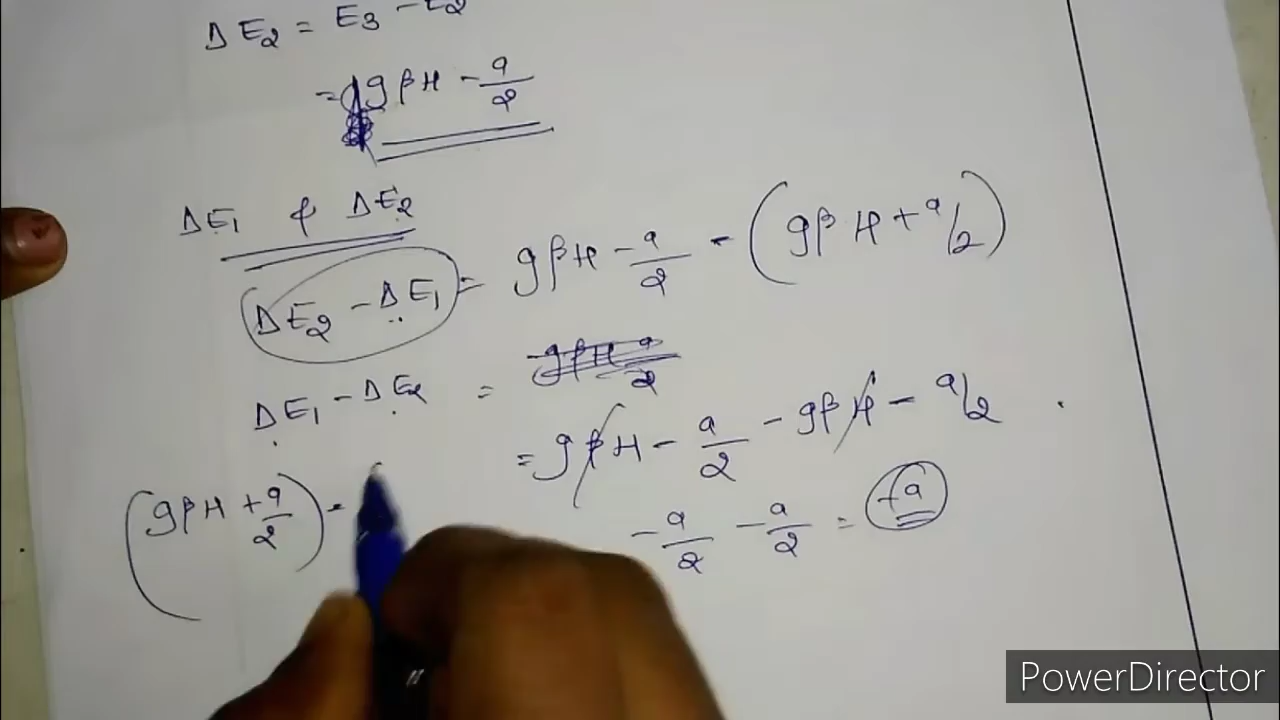 ΔE₂ = E₃ - E₂
= gβH - a/2
ΔE₁ & ΔE₂
ΔE₂ - ΔE₁ = gβH - a/2 - (gβH + a/2)
ΔE₁ - ΔE₂ =
= gβH - a/2 - gβH - a/2
(gβH + a/2) -
-a/2 - a/2 = -a
PowerDirector